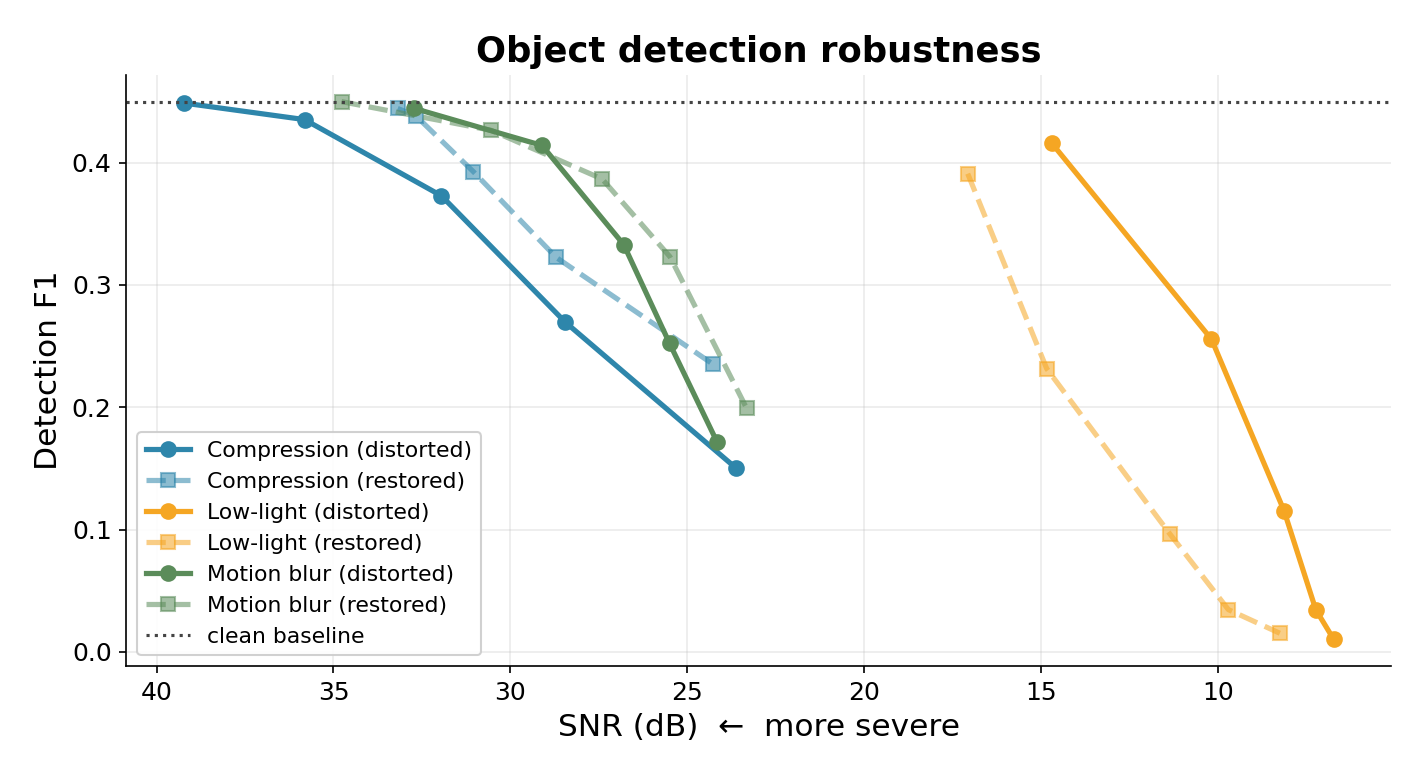 Object detection robustness
Detection F1
0.4
0.3
0.2
0.1
0.0
Compression (distorted)
Compression (restored)
Low-light (distorted)
Low-light (restored)
Motion blur (distorted)
Motion blur (restored)
clean baseline
40 35 30 25 20 15 10
SNR (dB) ← more severe